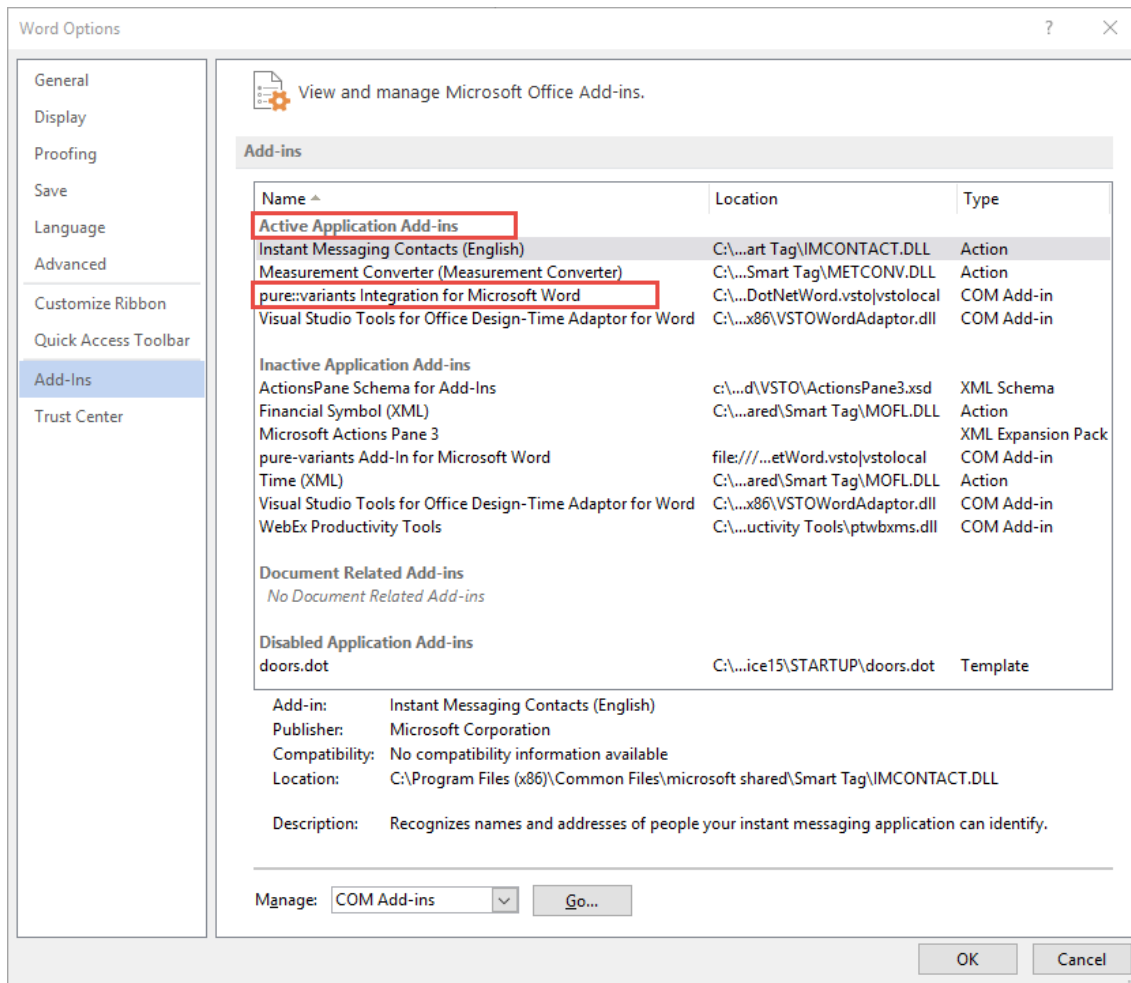 Word Options
?
General
Display
Proofing
Save
Language
Advanced
Customize Ribbon
Quick Access Toolbar
Add-Ins
Trust Center
View and manage Microsoft Office Add-ins.
Add-ins
Name Location Type
Active Application Add-ins
Instant Messaging Contacts (English) C:\...art Tag\IMCONTACT.DLL Action
Measurement Converter (Measurement Converter) C:\...Smart Tag\METCONV.DLL Action
pure::variants Integration for Microsoft Word C:\...DotNetWord.vsto|vstolocal COM Add-in
Visual Studio Tools for Office Design-Time Adaptor for Word C:\...x86\VSTOWordAdaptor.dll COM Add-in
Inactive Application Add-ins
ActionsPane Schema for Add-Ins c:\...d\VSTO\ActionsPane3.xsd XML Schema
Financial Symbol (XML) C:\...ared\Smart Tag\MOFL.DLL Action
Microsoft Actions Pane 3 XML Expansion Pack
pure-variants Add-In for Microsoft Word file:///...etWord.vsto|vstolocal COM Add-in
Time (XML) C:\...ared\Smart Tag\MOFL.DLL Action
Visual Studio Tools for Office Design-Time Adaptor for Word C:\...x86\VSTOWordAdaptor.dll COM Add-in
WebEx Productivity Tools C:\...uctivity Tools\ptwbxms.dll COM Add-in
Document Related Add-ins
No Document Related Add-ins
Disabled Application Add-ins
doors.dot C:\...ice15\STARTUP\doors.dot Template
Add-in: Instant Messaging Contacts (English)
Publisher: Microsoft Corporation
Compatibility: No compatibility information available
Location: C:\Program Files (x86)\Common Files\microsoft shared\Smart Tag\IMCONTACT.DLL
Description: Recognizes names and addresses of people your instant messaging application can identify.
Manage: COM Add-ins Go...
OK Cancel